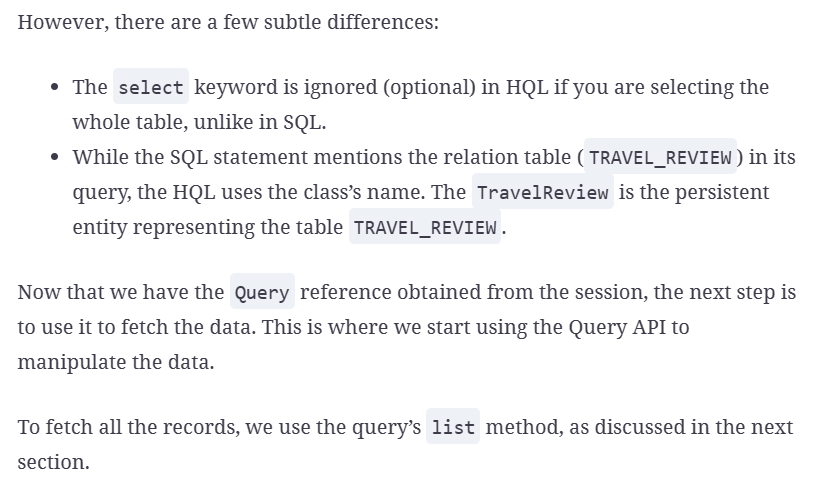 However, there are a few subtle differences:
• The select keyword is ignored (optional) in HQL if you are selecting the
whole table, unlike in SQL.
• While the SQL statement mentions the relation table (TRAVEL_REVIEW) in its
query, the HQL uses the class’s name. The TravelReview is the persistent
entity representing the table TRAVEL_REVIEW.
Now that we have the Query reference obtained from the session, the next step is
to use it to fetch the data. This is where we start using the Query API to
manipulate the data.
To fetch all the records, we use the query’s list method, as discussed in the next
section.